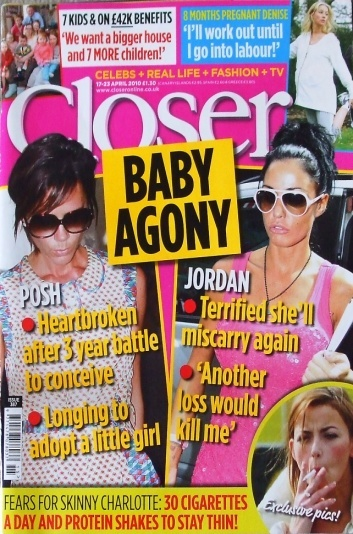 7 KIDS & ON £42K BENEFITS
'We want a bigger house
and 7 MORE children!'
8 MONTHS PREGNANT DENISE
'I'll work out until
I go into labour!'
CELEBS + REAL LIFE + FASHION + TV
17-23 APRIL 2010 £1.30
www.closeronline.co.uk
Closer
BABY
AGONY
POSH
Heartbroken
after 3 year battle
to conceive
Longing to
adopt a little girl
JORDAN
Terrified she'll
miscarry again
'Another
loss would
kill me'
ISSUE
Exclusive pics!
FEARS FOR SKINNY CHARLOTTE: 30 CIGARETTES
A DAY AND PROTEIN SHAKES TO STAY THIN!